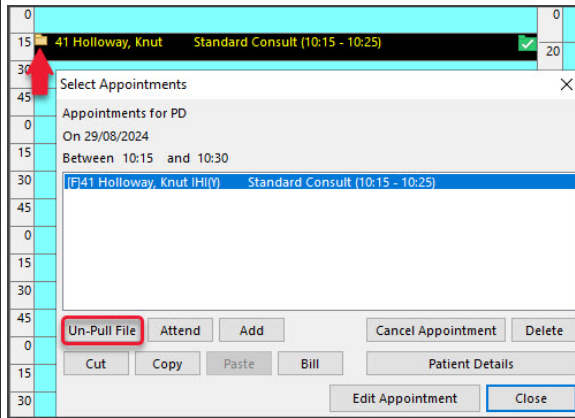 0
0
15
41 Holloway, Knut Standard Consult (10:15 - 10:25)
20
30
Select Appointments
45
Appointments for PD
0
On 29/08/2024
15
Between 10:15 and 10:30
30
[F]41 Holloway, Knut IHI(Y) Standard Consult (10:15 - 10:25)
45
0
15
30
45
Un-Pull File Attend Add Cancel Appointment Delete
0
Cut Copy Paste Bill Patient Details
15
30
Edit Appointment Close